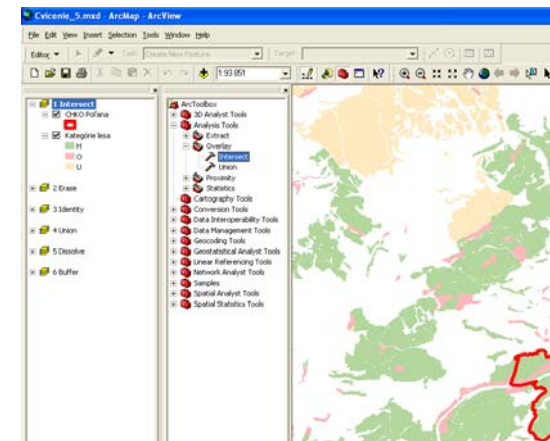 Cvicenie_5.mxd - ArcMap - ArcView
File Edit View Insert Selection Tools Window Help
Editor Task: Create New Feature Target:
1:93 851
1 Intersect
CHKO Poľana
Kategórie lesa
H
O
U
2 Erase
3 Identity
4 Union
5 Dissolve
6 Buffer
ArcToolbox
3D Analyst Tools
Analysis Tools
Extract
Overlay
Intersect
Union
Proximity
Statistics
Cartography Tools
Conversion Tools
Data Interoperability Tools
Data Management Tools
Geocoding Tools
Geostatistical Analyst Tools
Linear Referencing Tools
Network Analyst Tools
Samples
Spatial Analyst Tools
Spatial Statistics Tools